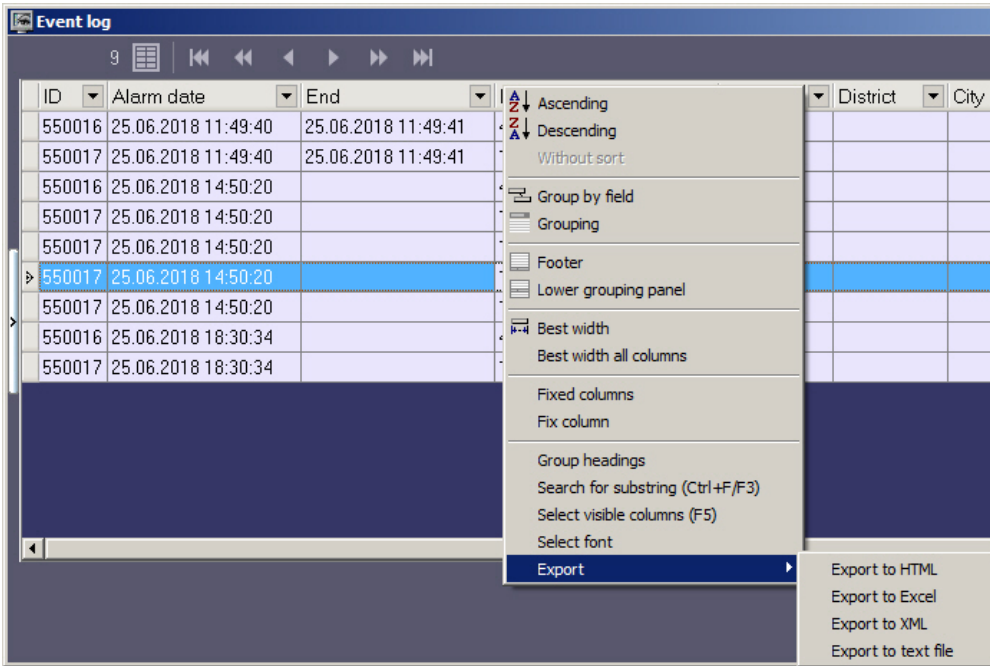 Event log
9
ID Alarm date End District City
550016 25.06.2018 11:49:40 25.06.2018 11:49:41
550017 25.06.2018 11:49:40 25.06.2018 11:49:41
550016 25.06.2018 14:50:20
550017 25.06.2018 14:50:20
550017 25.06.2018 14:50:20
550017 25.06.2018 14:50:20
550017 25.06.2018 14:50:20
550016 25.06.2018 18:30:34
550017 25.06.2018 18:30:34
Ascending
Descending
Without sort
Group by field
Grouping
Footer
Lower grouping panel
Best width
Best width all columns
Fixed columns
Fix column
Group headings
Search for substring (Ctrl+F/F3)
Select visible columns (F5)
Select font
Export
Export to HTML
Export to Excel
Export to XML
Export to text file